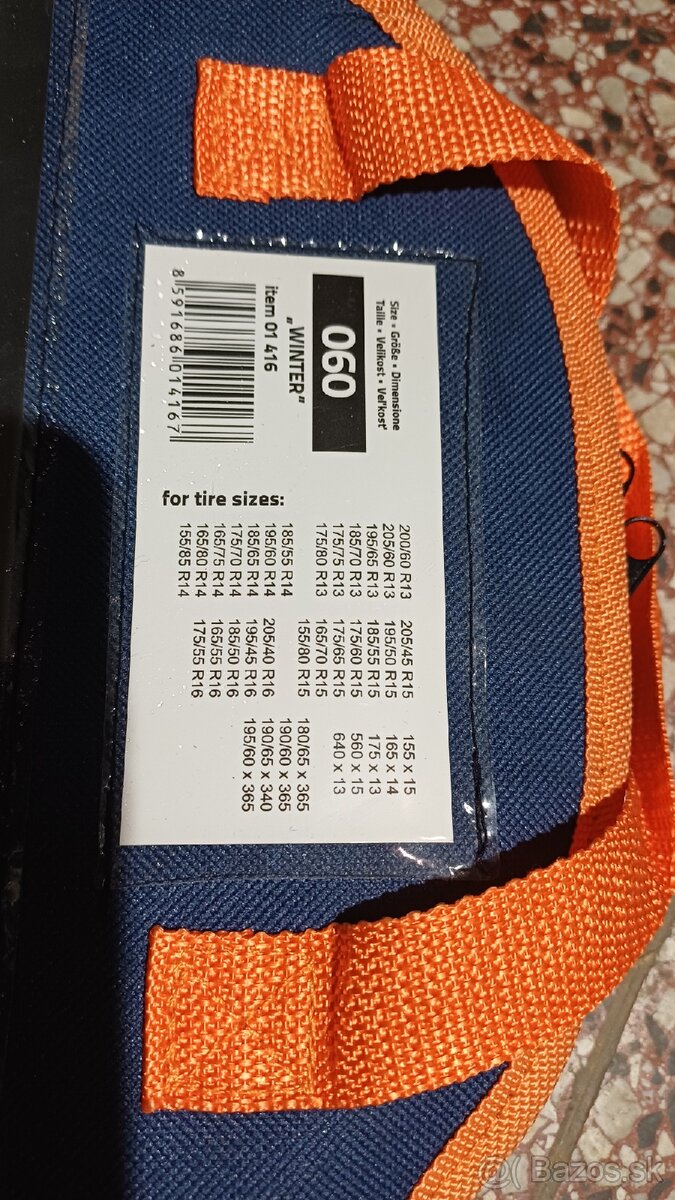 Size • Größe • Dimensione
Taille • Velikost • Veľkosť
060
„WINTER"
item 01 416
8 591686 014167
for tire sizes:
200/60 R13
205/60 R13
195/65 R13
185/70 R13
175/75 R13
175/80 R13
185/55 R14
195/60 R14
185/65 R14
175/70 R14
165/75 R14
165/80 R14
155/85 R14
205/45 R15
195/50 R15
185/55 R15
175/60 R15
175/65 R15
165/70 R15
155/80 R15
205/40 R16
195/45 R16
185/50 R16
165/55 R16
175/55 R16
155 x 15
165 x 14
175 x 13
560 x 15
640 x 13
180/65 x 365
190/60 x 365
190/65 x 340
195/60 x 365
Bazos.sk